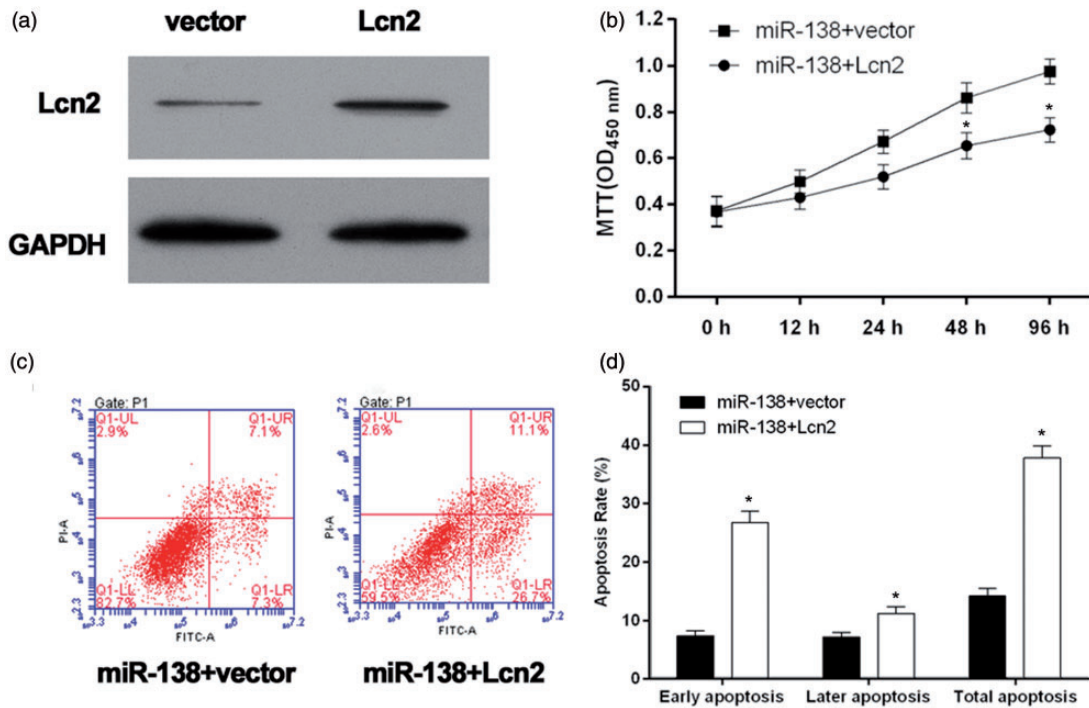 (a)
vector Lcn2
Lcn2
GAPDH
(b)
miR-138+vector
miR-138+Lcn2
MTT(OD450 nm)
1.0
0.8
0.6
0.4
0.2
0.0
*
*
0 h 12 h 24 h 48 h 96 h
(c)
Gate: P1
Q1-UL
2.9%
Q1-UR
7.1%
Q1-LL
82.7%
Q1-LR
7.3%
PI-A
FITC-A
miR-138+vector
Gate: P1
Q1-UL
2.6%
Q1-UR
11.1%
Q1-LL
59.5%
Q1-LR
26.7%
PI-A
FITC-A
miR-138+Lcn2
(d)
miR-138+vector
miR-138+Lcn2
Apoptosis Rate (%)
50
40
30
20
10
0
*
*
*
Early apoptosis Later apoptosis Total apoptosis